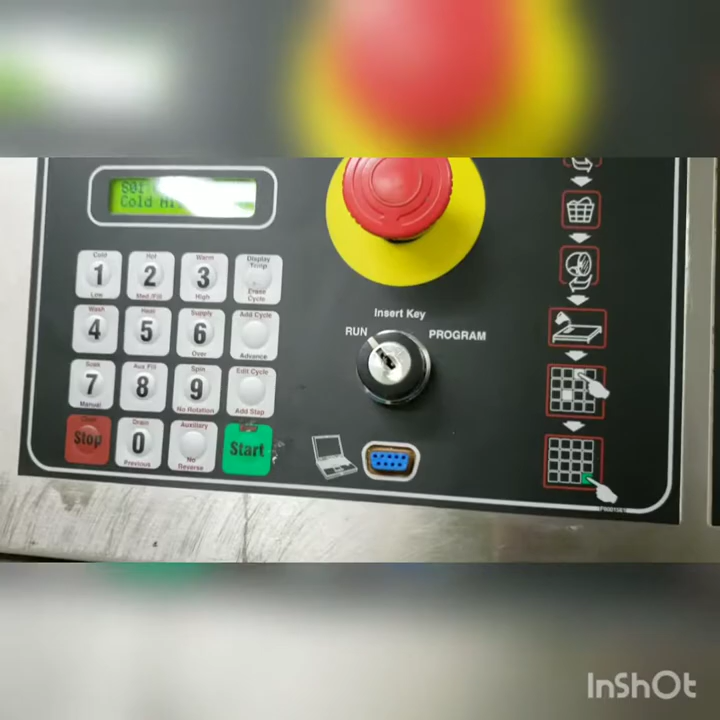 Cold
Insert Key
RUN
PROGRAM
Cold
1
Low
Hot
2
Med./Fill
Warm
3
High
Display
Temp
Erase
Cycle
Wash
4
Heat
5
Supply
6
Over
Add Cycle
Advance
Soak
7
Manual
Aux Fill
8
Spin
9
No Rotation
Edit Cycle
Add Step
Stop
Drain
0
Previous
Auxiliary
No
Reverse
Start
InShOt